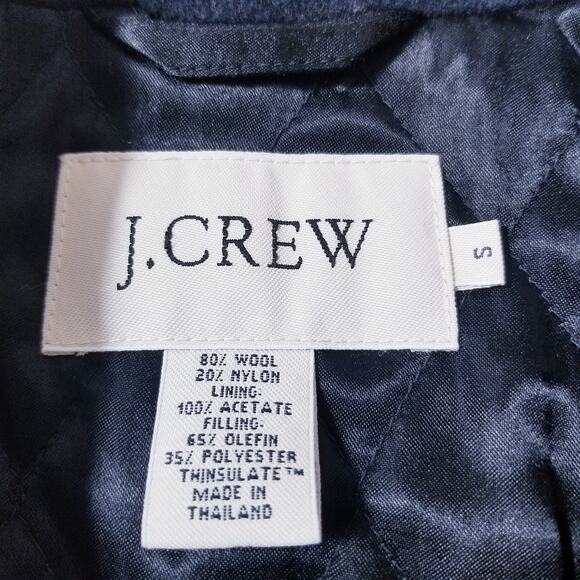 J.CREW
S
80% WOOL
20% NYLON
LINING:
100% ACETATE
FILLING:
65% OLEFIN
35% POLYESTER
THINSULATE™
MADE IN
THAILAND